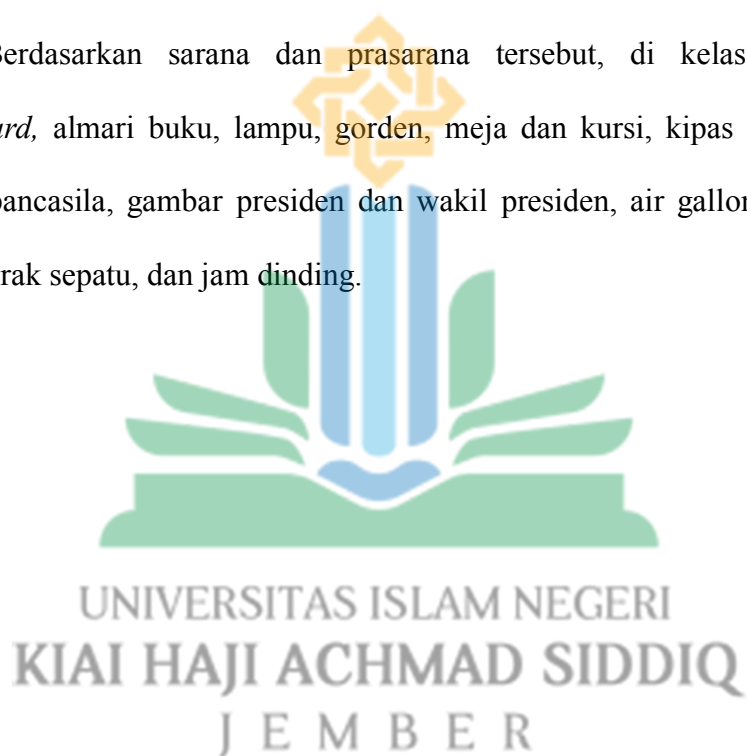 Berdasarkan sarana dan prasarana tersebut, di kelas
ard, almari buku, lampu, gorden, meja dan kursi, kipas
pancasila, gambar presiden dan wakil presiden, air gallon
rak sepatu, dan jam dinding.
UNIVERSITAS ISLAM NEGERI
KIAI HAJI ACHMAD SIDDIQ
JEMBER